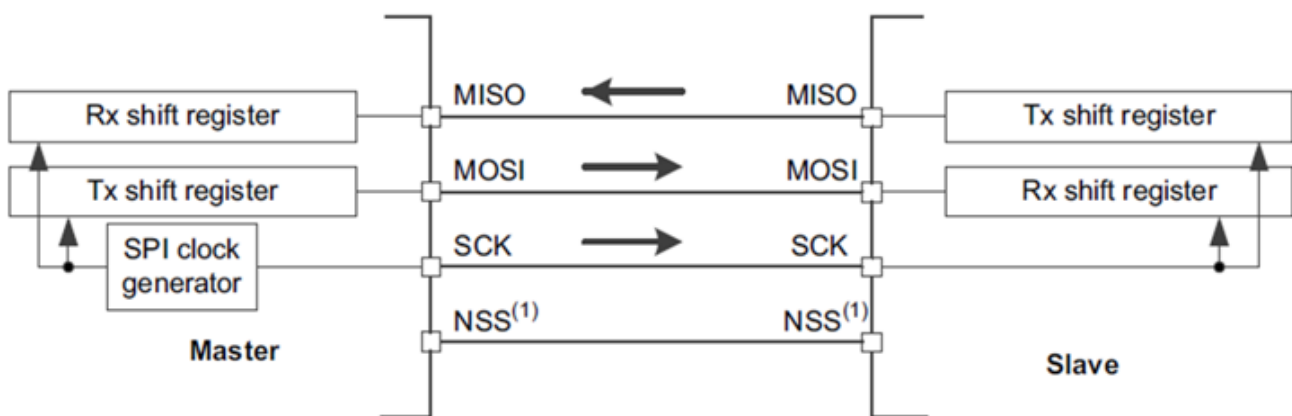 MISO MISO
Rx shift register Tx shift register
MOSI MOSI
Tx shift register Rx shift register
SPI clock
generator
SCK SCK
NSS(1) NSS(1)
Master Slave